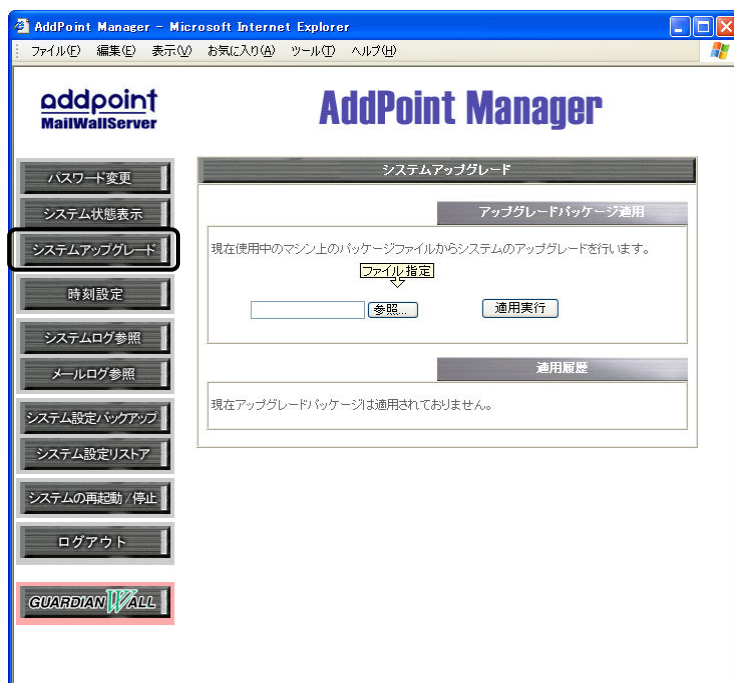 AddPoint Manager - Microsoft Internet Explorer
ファイル(F) 編集(E) 表示(V) お気に入り(A) ツール(T) ヘルプ(H)
addpoint
MailWallServer
AddPoint Manager
パスワード変更
システム状態表示
システムアップグレード
時刻設定
システムログ参照
メールログ参照
システム設定バックアップ
システム設定リストア
システムの再起動/停止
ログアウト
GUARDIAN WALL
システムアップグレード
アップグレードパッケージ適用
現在使用中のマシン上のパッケージファイルからシステムのアップグレードを行います。
ファイル指定
参照...
適用実行
適用履歴
現在アップグレードパッケージは適用されておりません。